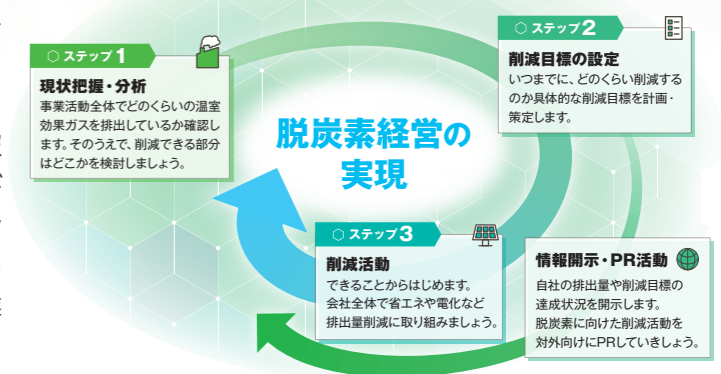 ステップ1
現状把握・分析
事業活動全体でどのくらいの温室
効果ガスを排出しているか確認し
ます。そのうえで、削減できる部分
はどこかを検討しましょう。
ステップ2
削減目標の設定
いつまでに、どのくらい削減する
のか具体的な削減目標を計画・
策定します。
脱炭素経営の
実現
ステップ3
削減活動
できることからはじめます。
会社全体で省エネや電化など
排出量削減に取り組みましょう。
情報開示・PR活動
自社の排出量や削減目標の
達成状況を開示します。
脱炭素に向けた削減活動を
対外向けにPRしていきしょう。